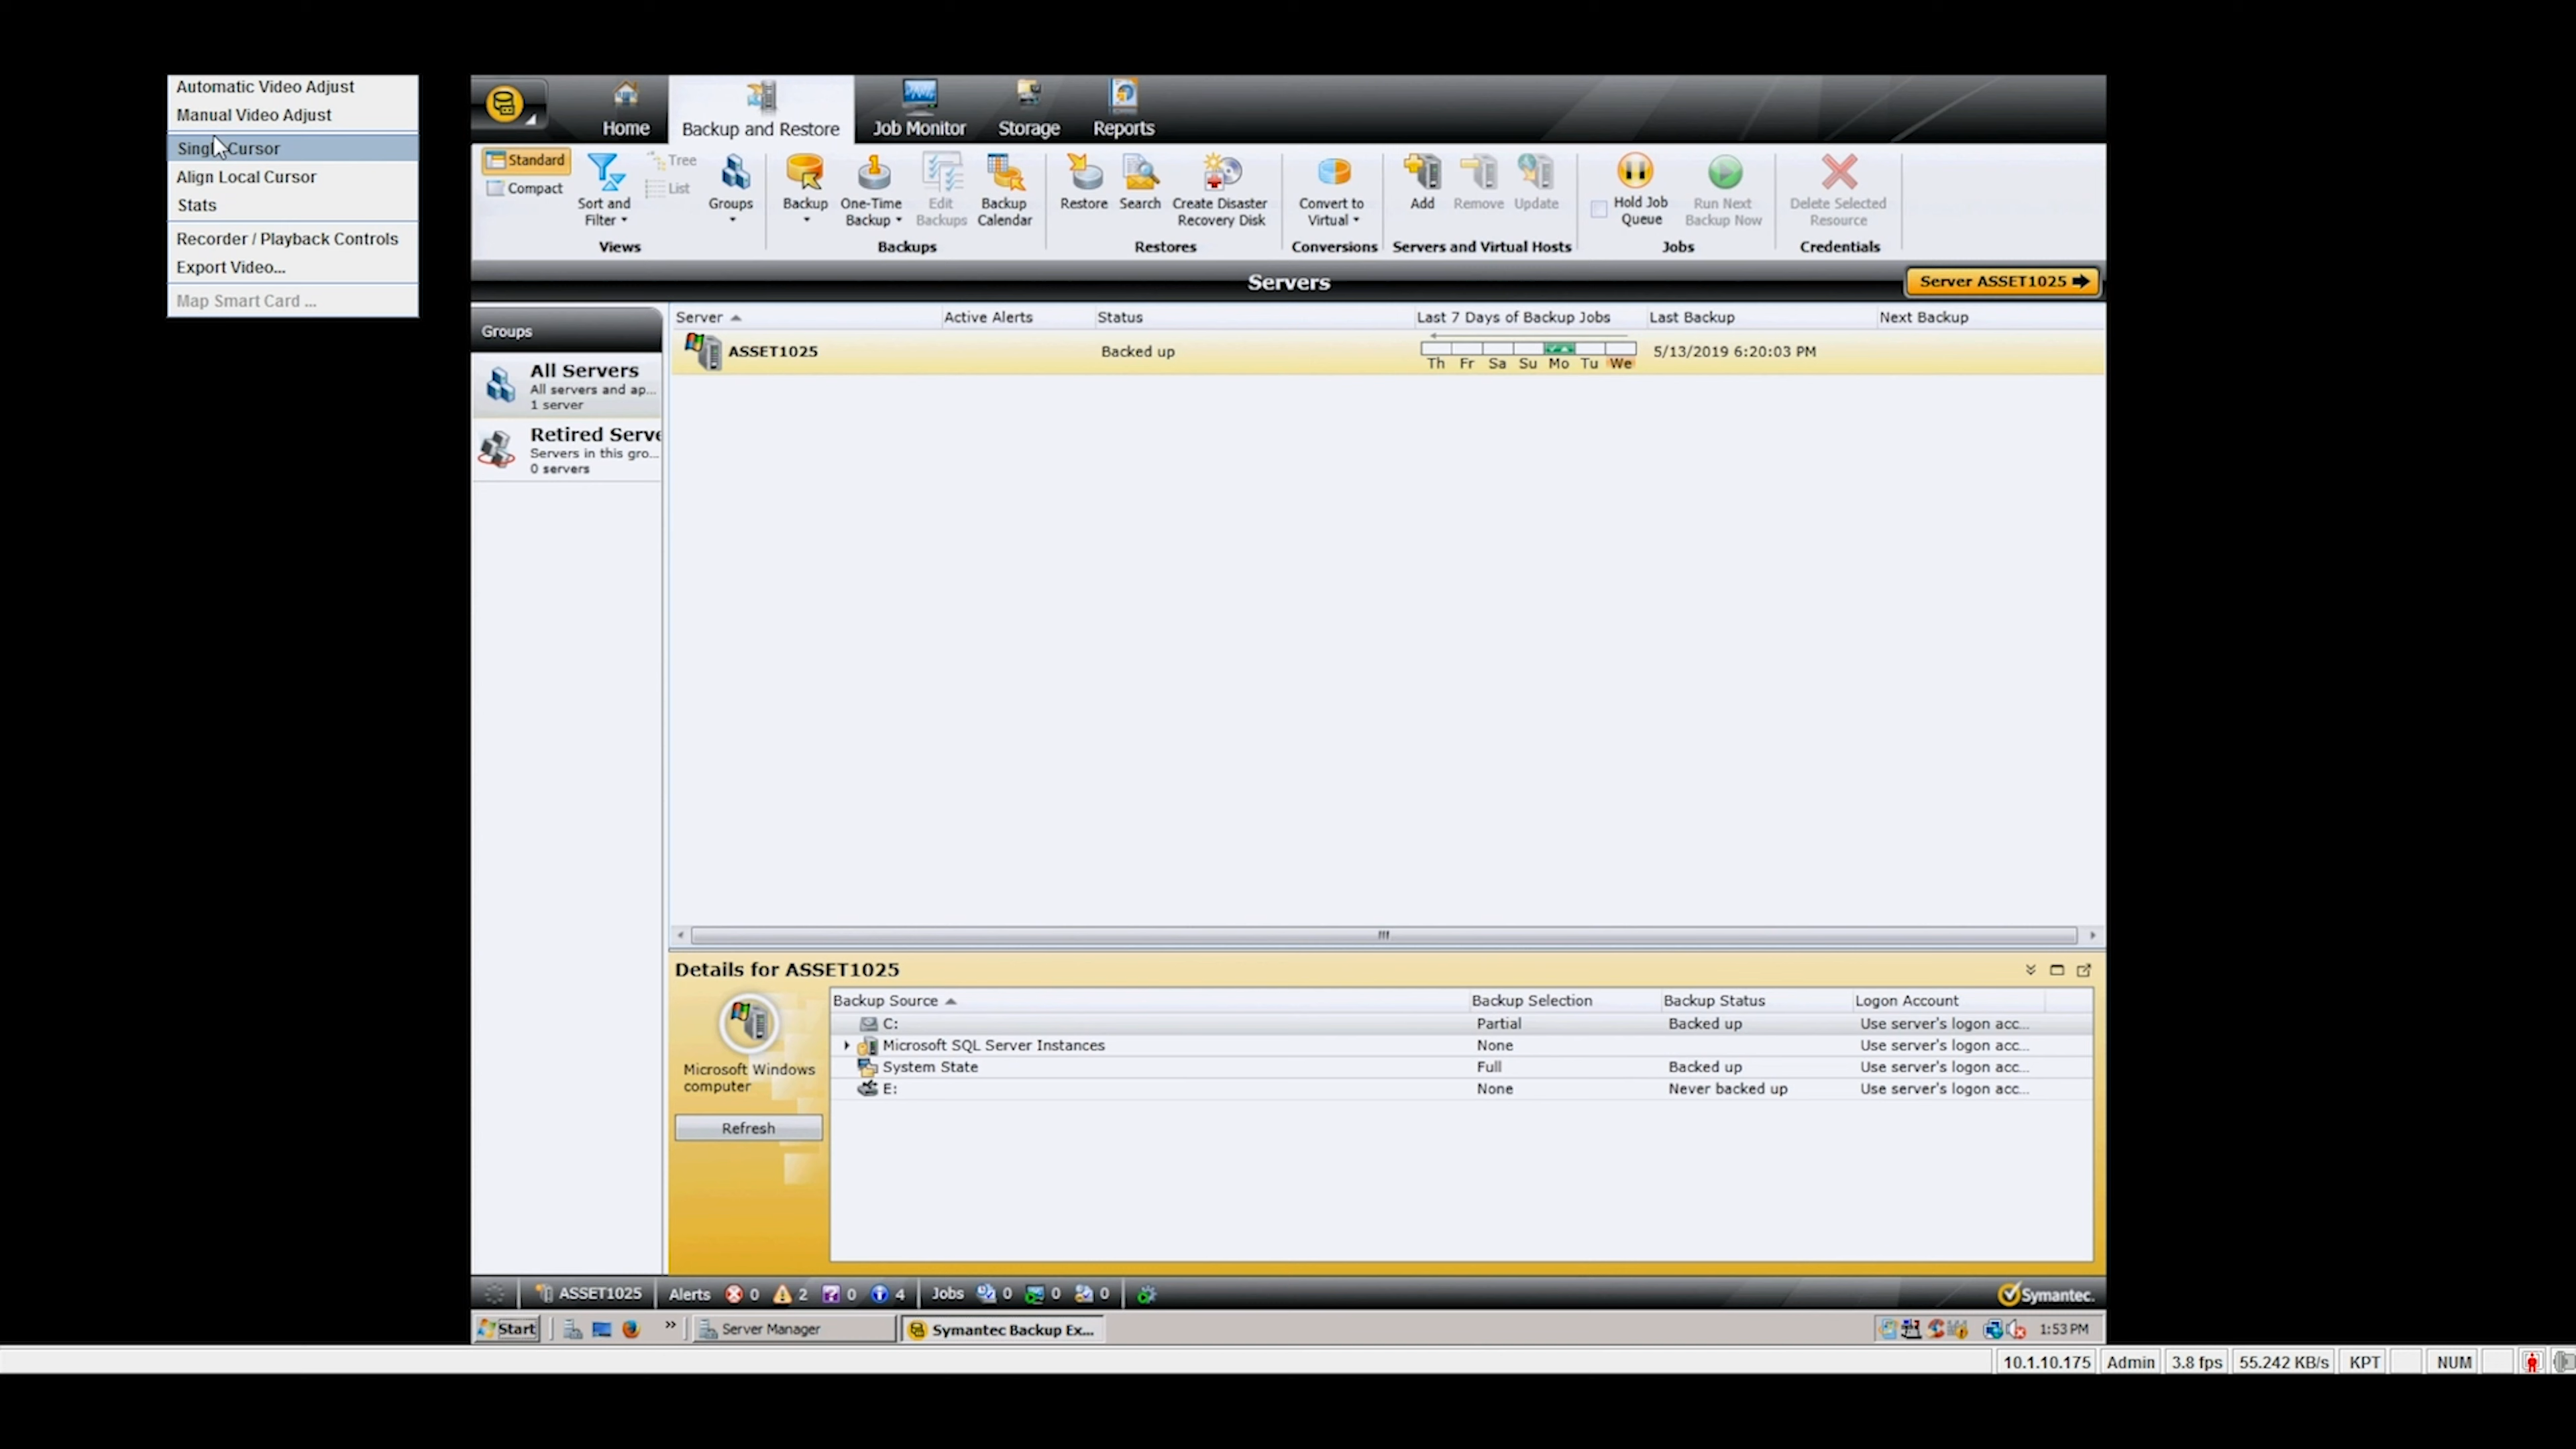 Automatic Video Adjust
Manual Video Adjust
Single Cursor
Align Local Cursor
Stats
Recorder / Playback Controls
Export Video...
Map Smart Card ...
Home
Backup and Restore
Job Monitor
Storage
Reports
Standard
Compact
Sort and
Filter
Tree
List
Groups
Views
Backup
One-Time
Backup
Edit
Backups
Backup
Calendar
Backups
Restore
Search
Create Disaster
Recovery Disk
Restores
Convert to
Virtual
Conversions
Add
Remove
Update
Servers and Virtual Hosts
Hold Job
Queue
Run Next
Backup Now
Jobs
Delete Selected
Resource
Credentials
Servers
Server ASSET1025
Groups
All Servers
All servers and ap...
1 server
Retired Serve
Servers in this gro...
0 servers
Server Active Alerts Status Last 7 Days of Backup Jobs Last Backup Next Backup
ASSET1025 Backed up 5/13/2019 6:20:03 PM
Th Fr Sa Su Mo Tu We
Details for ASSET1025
Microsoft Windows
computer
Refresh
Backup Source Backup Selection Backup Status Logon Account
C: Partial Backed up Use server's logon acc...
Microsoft SQL Server Instances None Use server's logon acc...
System State Full Backed up Use server's logon acc...
E: None Never backed up Use server's logon acc...
ASSET1025 Alerts 0 2 0 4 Jobs 0 0 0 Symantec.
Start » Server Manager Symantec Backup Ex... 1:53 PM
10.1.10.175 Admin 3.8 fps 55.242 KB/s KPT NUM